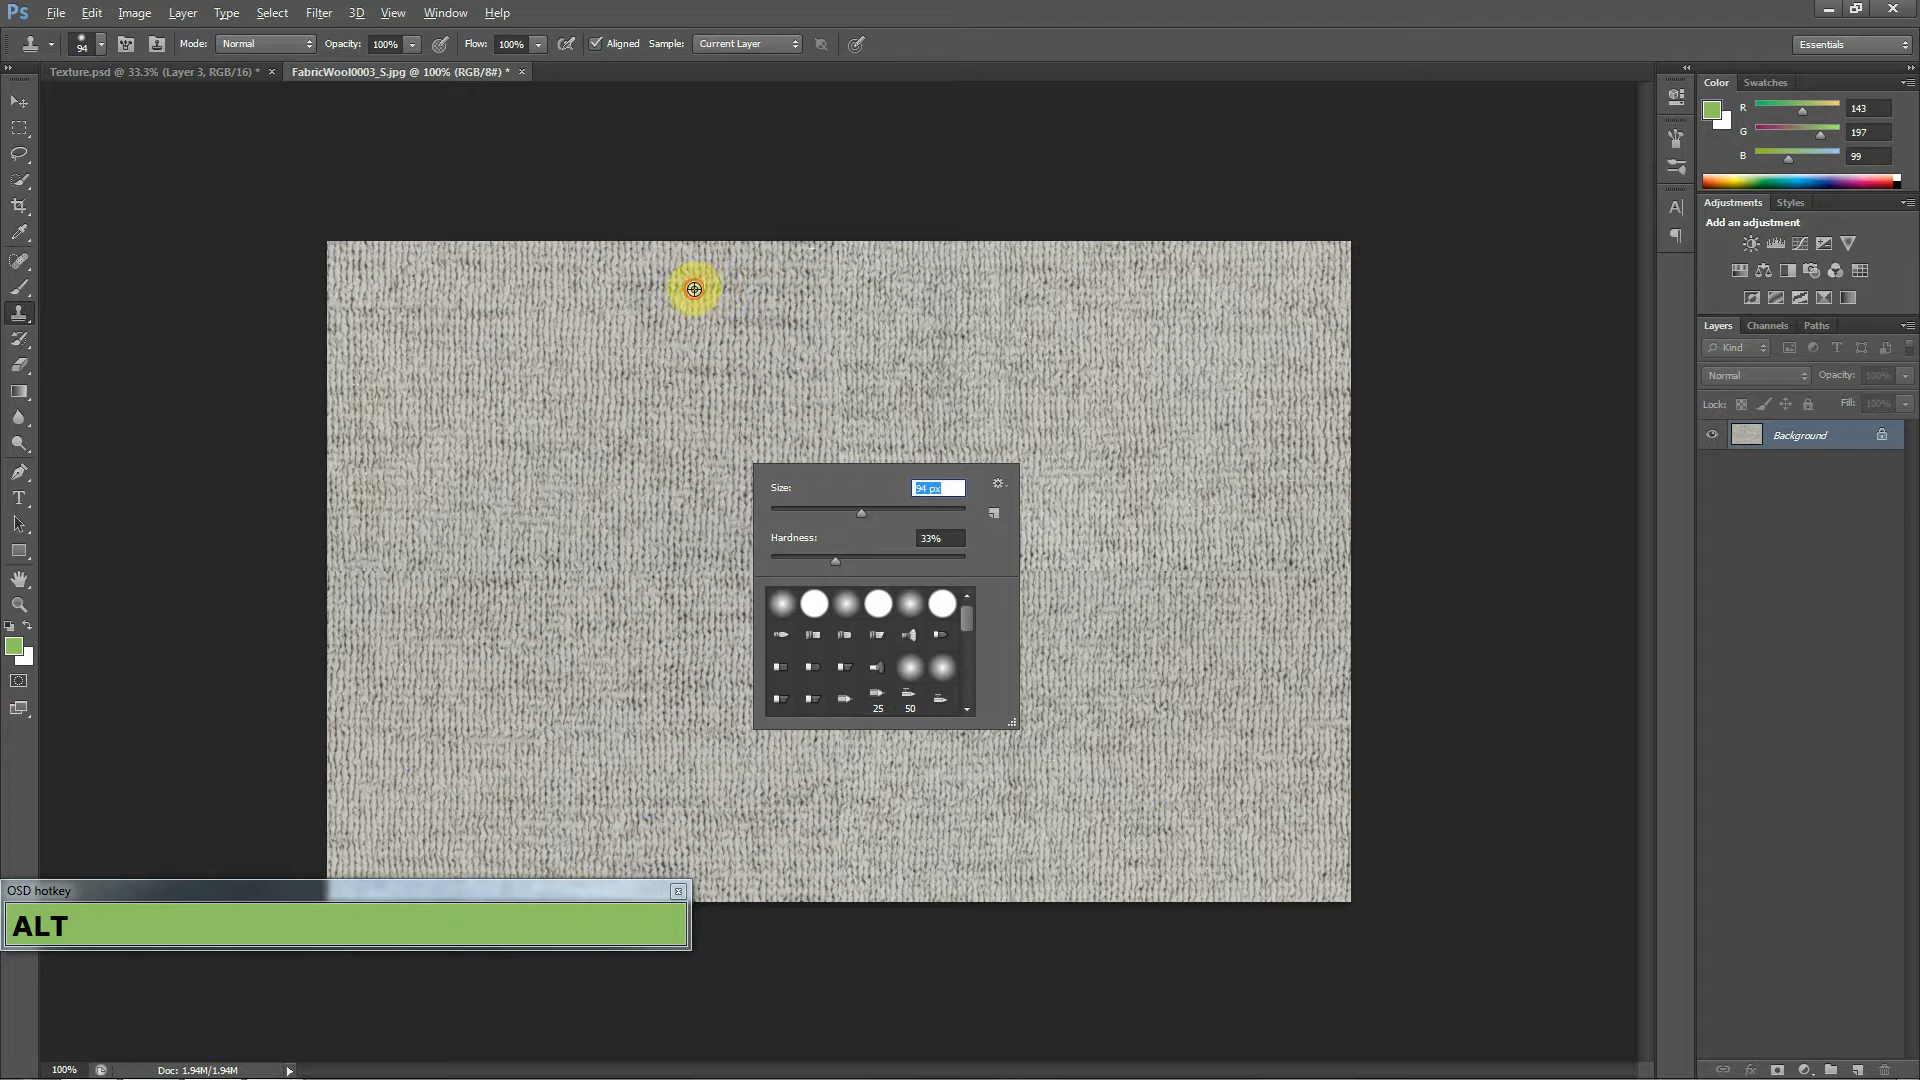 Ps File Edit Image Layer Type Select Filter 3D View Window Help
94 Mode: Normal Opacity: 100% Flow: 100% Aligned Sample: Current Layer Essentials
Texture.psd @ 33.3% (Layer 3, RGB/16) * × FabricWool0003_S.jpg @ 100% (RGB/8#) * ×
Color Swatches
R 143
G 197
B 99
Adjustments Styles
Add an adjustment
Layers Channels Paths
Kind
Normal Opacity: 100%
Lock: Fill: 100%
Background
Size: 94 px
Hardness: 33%
25 50
OSD hotkey
ALT
100% Doc: 1.94M/1.94M